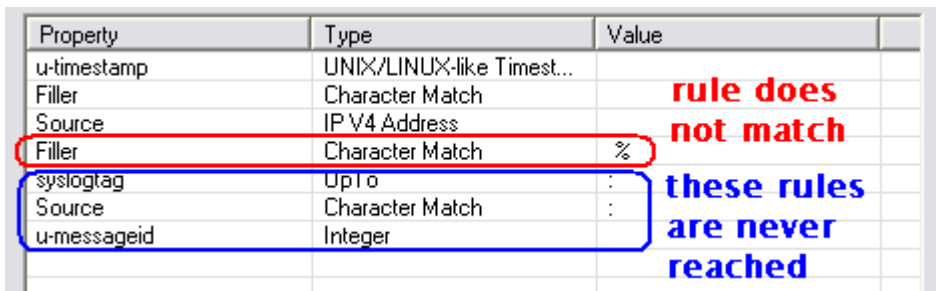 Property Type Value
u-timestamp UNIX/LINUX-like Timest...
Filler Character Match
Source IP V4 Address
Filler Character Match %
syslogtag UpTo :
Source Character Match :
u-messageid Integer
rule does
not match
these rules
are never
reached